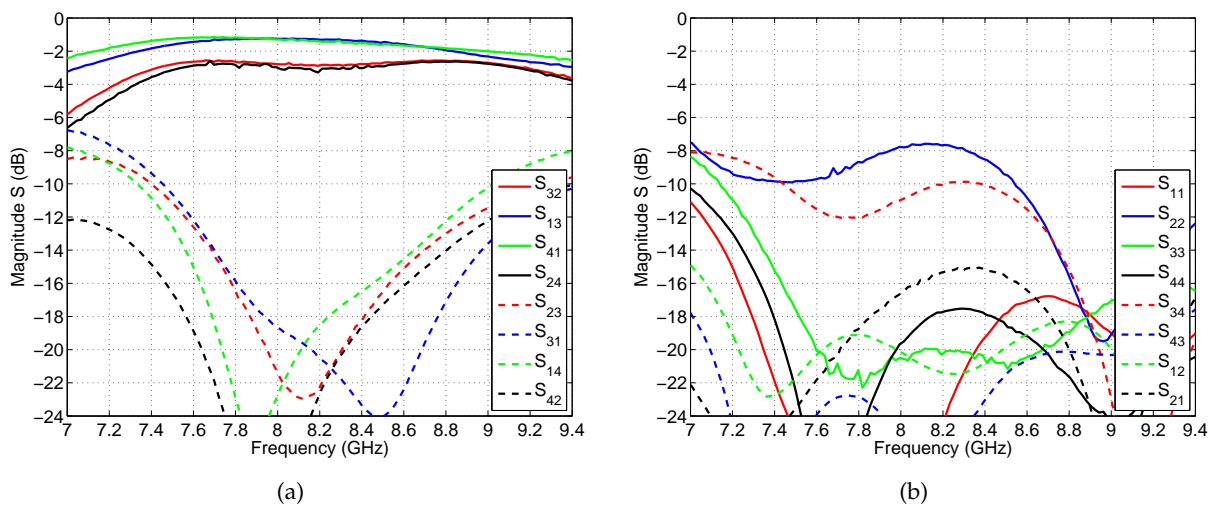 0
−2
−4
−6
−8
−10
−12
−14
−16
−18
−20
−22
−24
Magnitude S (dB)
7 7.2 7.4 7.6 7.8 8 8.2 8.4 8.6 8.8 9 9.2 9.4
Frequency (GHz)
S32
S13
S41
S24
S23
S31
S14
S42
(a)
0
−2
−4
−6
−8
−10
−12
−14
−16
−18
−20
−22
−24
Magnitude S (dB)
7 7.2 7.4 7.6 7.8 8 8.2 8.4 8.6 8.8 9 9.2 9.4
Frequency (GHz)
S11
S22
S33
S44
S34
S43
S12
S21
(b)